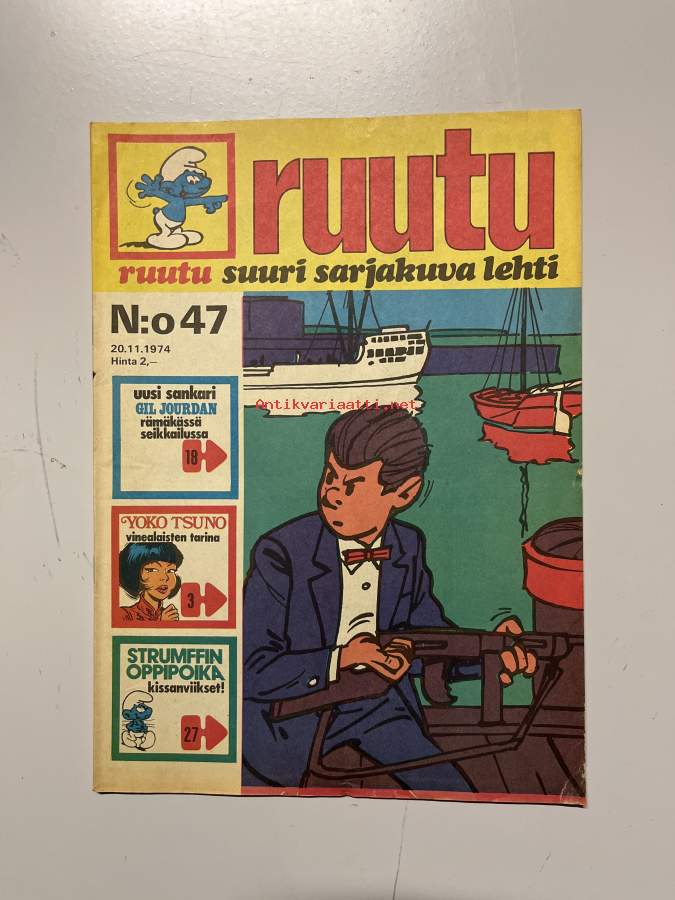 ruutu
ruutu suuri sarjakuva lehti
N:o 47
20.11.1974
Hinta 2,—
uusi sankari
GIL JOURDAN
rämäkässä
seikkailussa
18
YOKO TSUNO
vinealaisten tarina
3
STRUMFFIN
OPPIPOIKA
kissanviikset!
27
Antikvariaatti.net